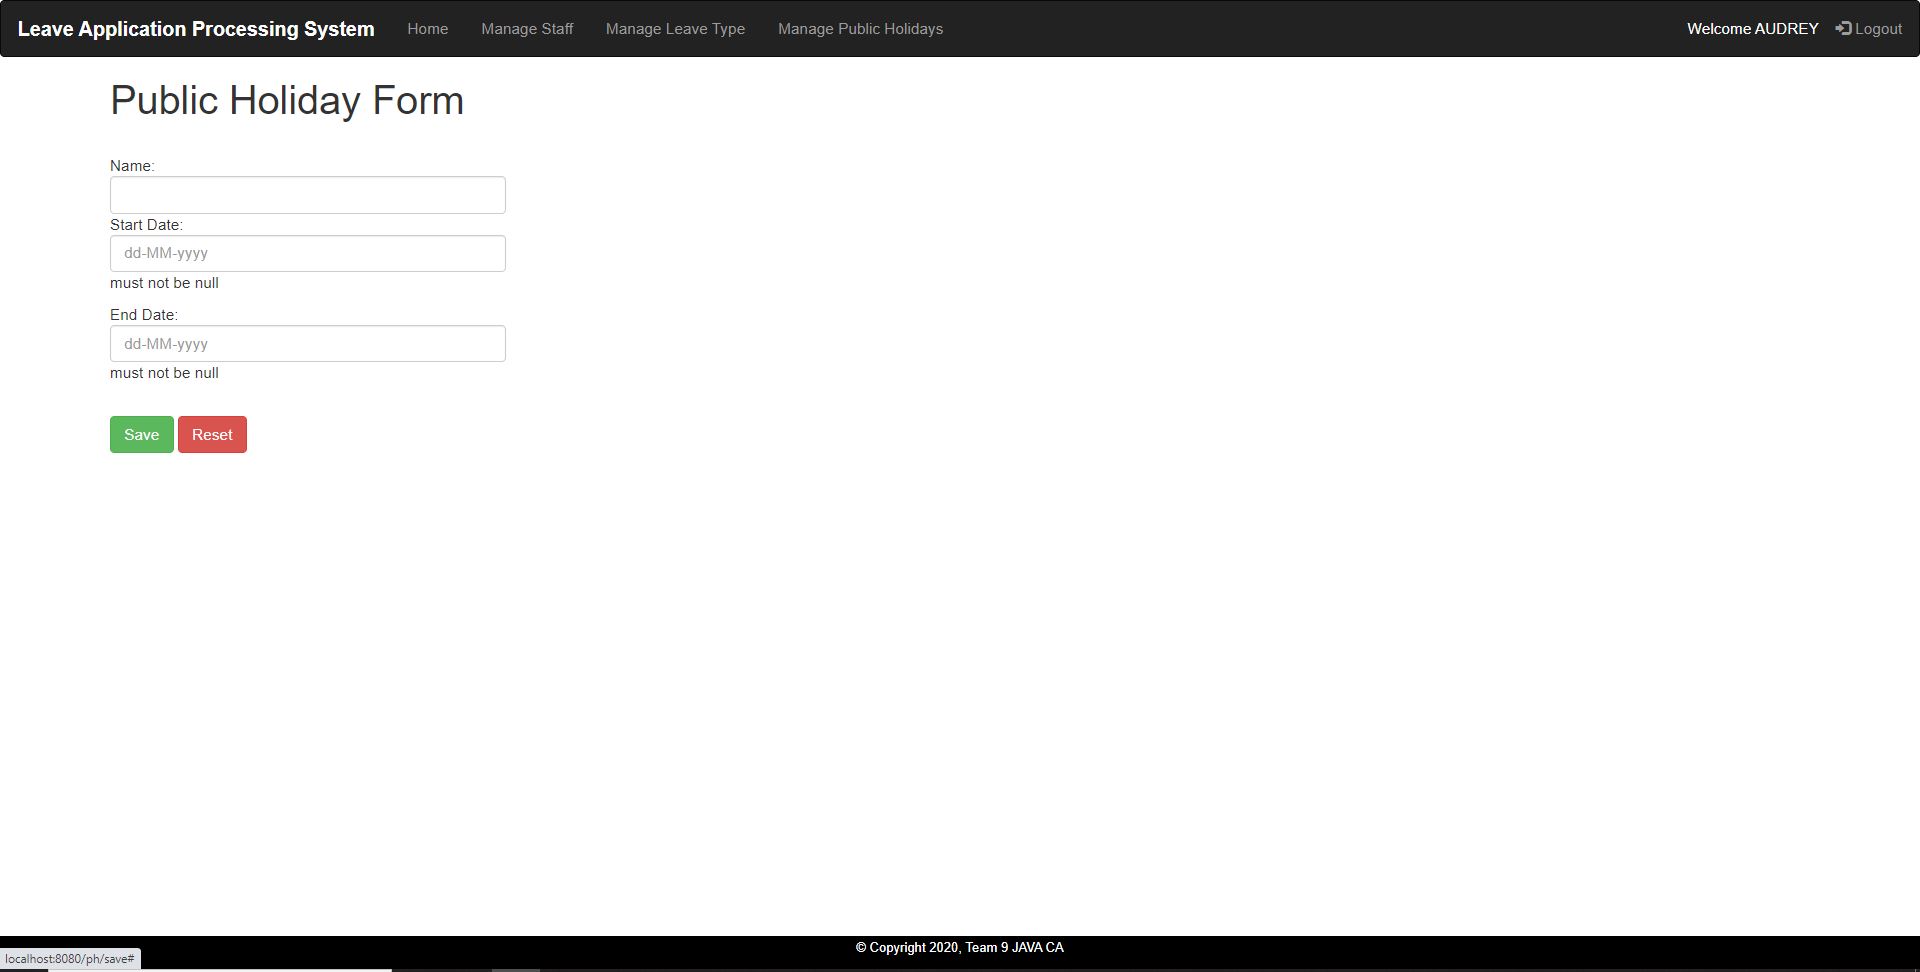 Leave Application Processing System Home Manage Staff Manage Leave Type Manage Public Holidays Welcome AUDREY Logout
Public Holiday Form
Name:
Start Date:
dd-MM-yyyy
must not be null
End Date:
dd-MM-yyyy
must not be null
Save Reset
© Copyright 2020, Team 9 JAVA CA
localhost:8080/ph/save#